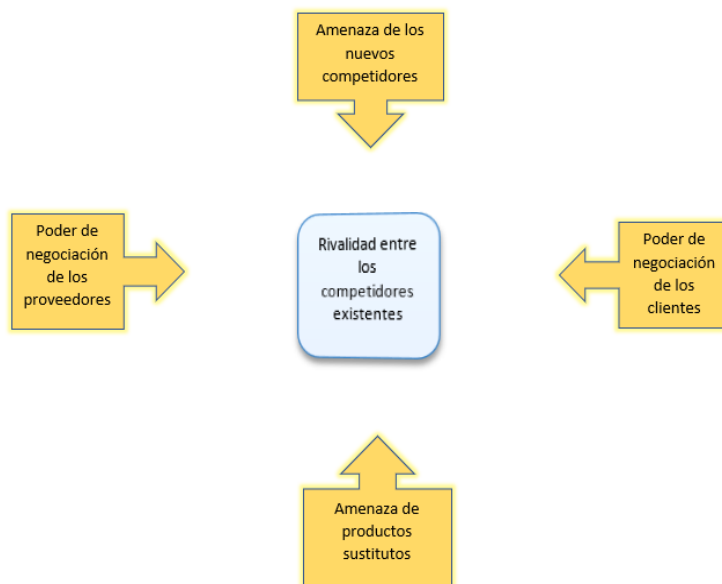 Amenaza de los
nuevos
competidores
Poder de
negociación
de los
proveedores
Rivalidad entre
los
competidores
existentes
Poder de
negociación
de los
clientes
Amenaza de
productos
sustitutos